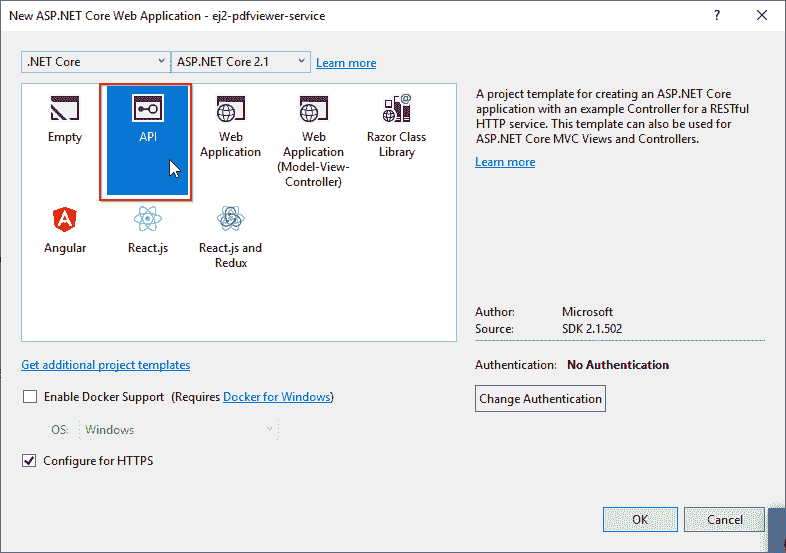 New ASP.NET Core Web Application - ej2-pdfviewer-service
.NET Core
ASP.NET Core 2.1
Learn more
Empty
API
Web
Application
Web
Application
(Model-View-
Controller)
Razor Class
Library
Angular
React.js
React.js and
Redux
A project template for creating an ASP.NET Core
application with an example Controller for a RESTful
HTTP service. This template can also be used for
ASP.NET Core MVC Views and Controllers.
Learn more
Author: Microsoft
Source: SDK 2.1.502
Get additional project templates
Authentication: No Authentication
Change Authentication
Enable Docker Support (Requires Docker for Windows)
OS: Windows
Configure for HTTPS
OK
Cancel